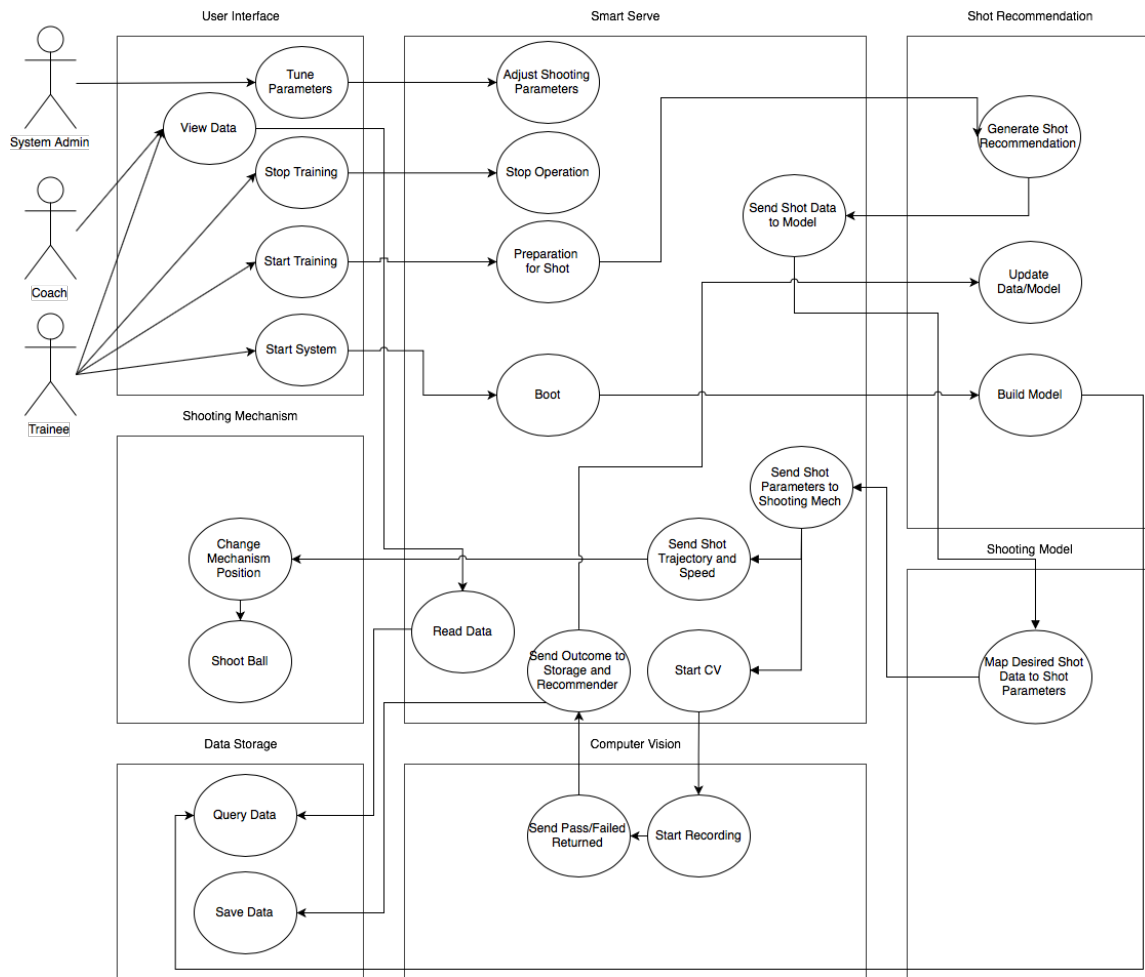 User Interface
Smart Serve
Shot Recommendation
System Admin
Coach
Trainee
Tune
Parameters
View Data
Stop Training
Start Training
Start System
Adjust Shooting
Parameters
Stop Operation
Preparation
for Shot
Boot
Send Shot Data
to Model
Generate Shot
Recommendation
Update
Data/Model
Build Model
Shooting Mechanism
Change
Mechanism
Position
Shoot Ball
Send Shot
Parameters to
Shooting Mech
Send Shot
Trajectory and
Speed
Read Data
Send Outcome to
Storage and
Recommender
Start CV
Shooting Model
Map Desired Shot
Data to Shot
Parameters
Data Storage
Query Data
Save Data
Computer Vision
Send Pass/Failed
Returned
Start Recording